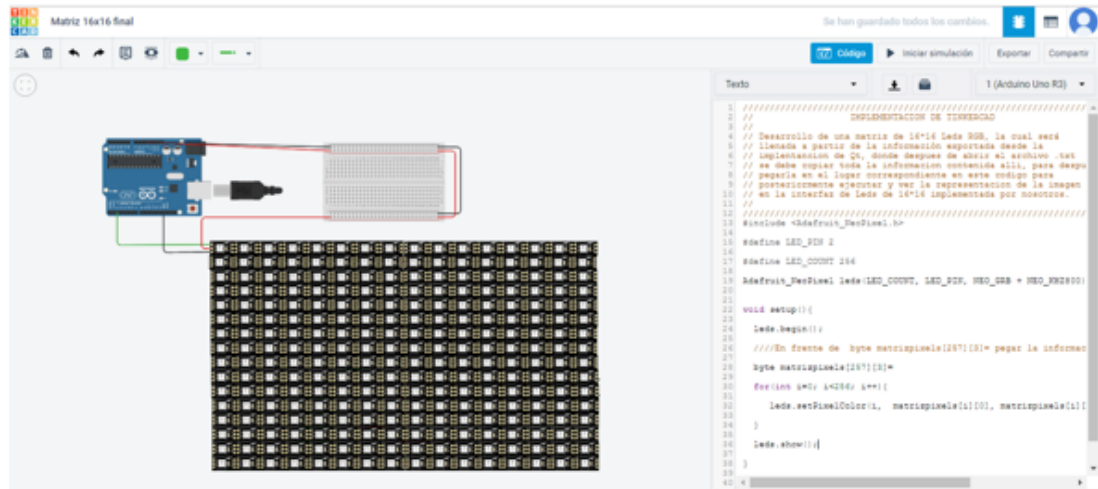 TIN
KER
CAD
Matriz 16x16 final
Se han guardado todos los cambios.
Código
Iniciar simulación
Exportar
Compartir
Texto
1 (Arduino Uno R3)
1 ////////////////////////////////////////////////////////////////
2 // IMPLEMENTACION DE TINKERCAD
3 //
4 // Desarrollo de una matriz de 16*16 Leds RGB, la cual será
5 // llenada a partir de la información exportada desde la
6 // implentancion de Qt, donde despues de abrir el archivo .txt
7 // se debe copiar toda la informacion contenida alli, para despu
8 // pegarla en el lugar correspondiente en este codigo para
9 // posteriormente ejecutar y ver la representacion de la imagen
10 // en la interfaz de Leds de 16*16 implementada por nosotros.
11 //
12 ////////////////////////////////////////////////////////////////
13 #include <Adafruit_NeoPixel.h>
14
15 #define LED_PIN 2
16
17 #define LED_COUNT 256
18
19 Adafruit_NeoPixel leds(LED_COUNT, LED_PIN, NEO_GRB + NEO_KHZ800)
20
21
22 void setup(){
23
24 leds.begin();
25
26 ////En frente de byte matrizpixels[257][3]= pegar la informac
27
28 byte matrizpixels[257][3]=
29
30 for(int i=0; i<256; i++){
31
32 leds.setPixelColor(i, matrizpixels[i][0], matrizpixels[i][
33
34 }
35
36 leds.show();
37
38 }
39
40